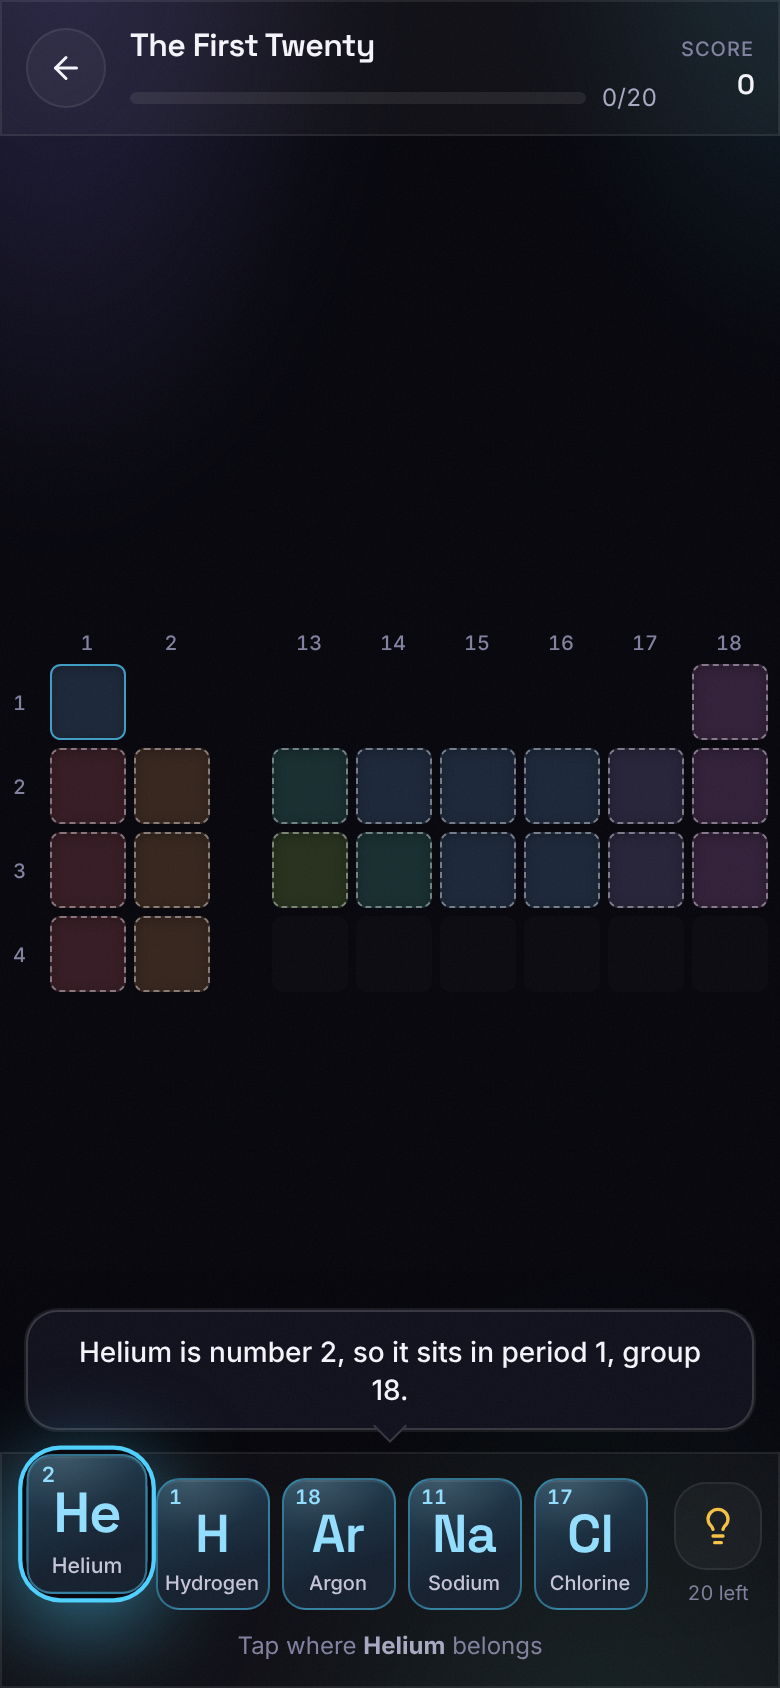 The First Twenty
SCORE
0/20
0
1 2 13 14 15 16 17 18
1
2
3
4
Helium is number 2, so it sits in period 1, group
18.
2
He
Helium
1
H
Hydrogen
18
Ar
Argon
11
Na
Sodium
17
Cl
Chlorine
20 left
Tap where Helium belongs